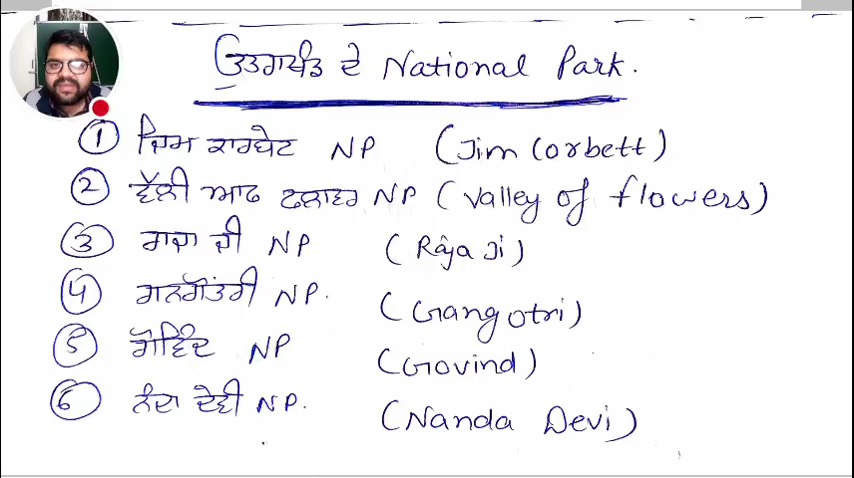 ਉਤਰਾਖੰਡ ਦੇ National Park.
1 ਜਿਮ ਕਾਰਬੇਟ NP (Jim Corbett)
2 ਵੈਲੀ ਆਫ ਫਲਾਵਰ NP (Valley of flowers)
3 ਰਾਜਾ ਜੀ NP (Raja Ji)
4 ਗਨਗੌਤਰੀ NP. (Gangotri)
5 ਗੋਵਿੰਦ NP (Govind)
6 ਨੰਦਾ ਦੇਵੀ NP. (Nanda Devi)